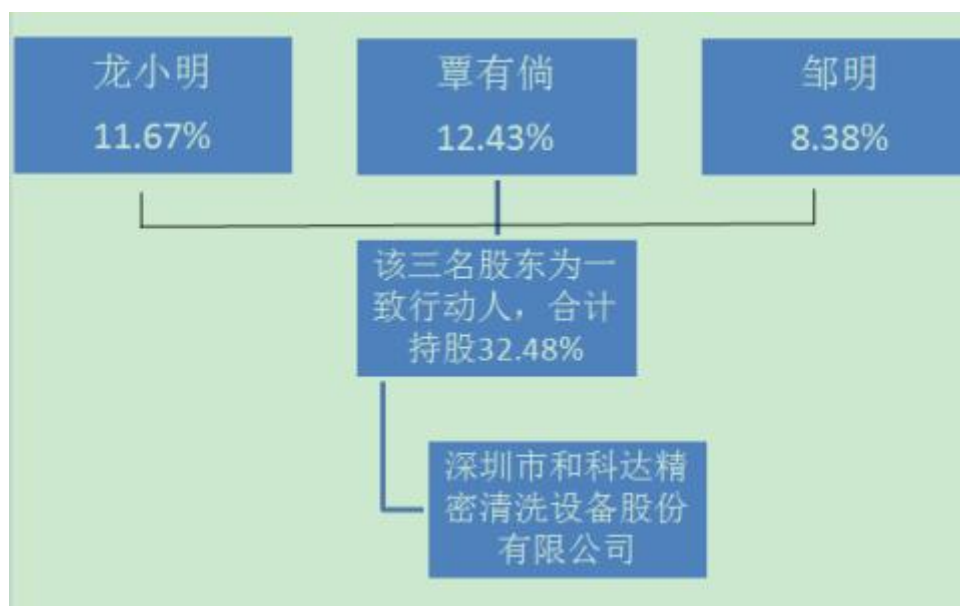 龙小明
11.67%
覃有倘
12.43%
邹明
8.38%
该三名股东为一
致行动人，合计
持股32.48%
深圳市和科达精
密清洗设备股份
有限公司